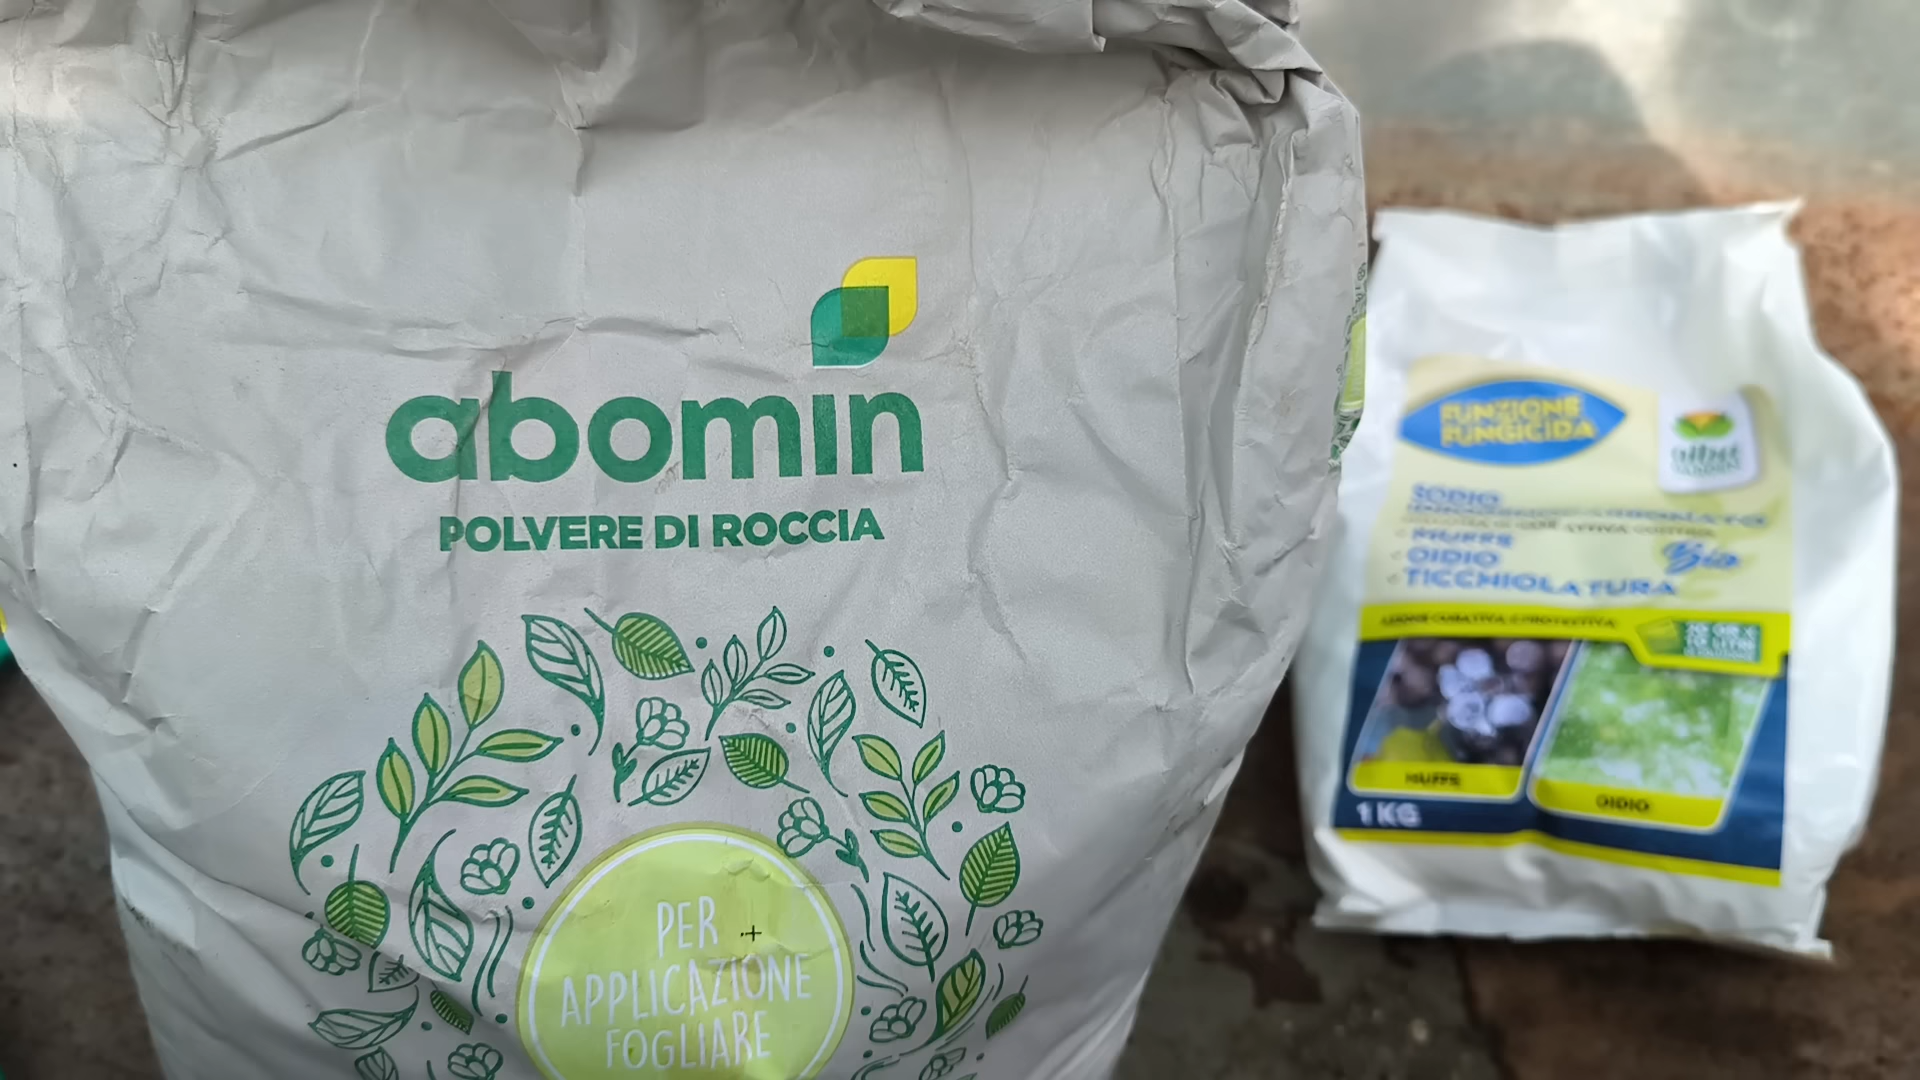 abomin
POLVERE DI ROCCIA
PER
APPLICAZIONE
FOGLIARE
FUNZIONE
FUNGICIDA
SODIO
MUFFE
OIDIO
Bio
TICCHIOLATURA
MUFFE
OIDIO
1 KG